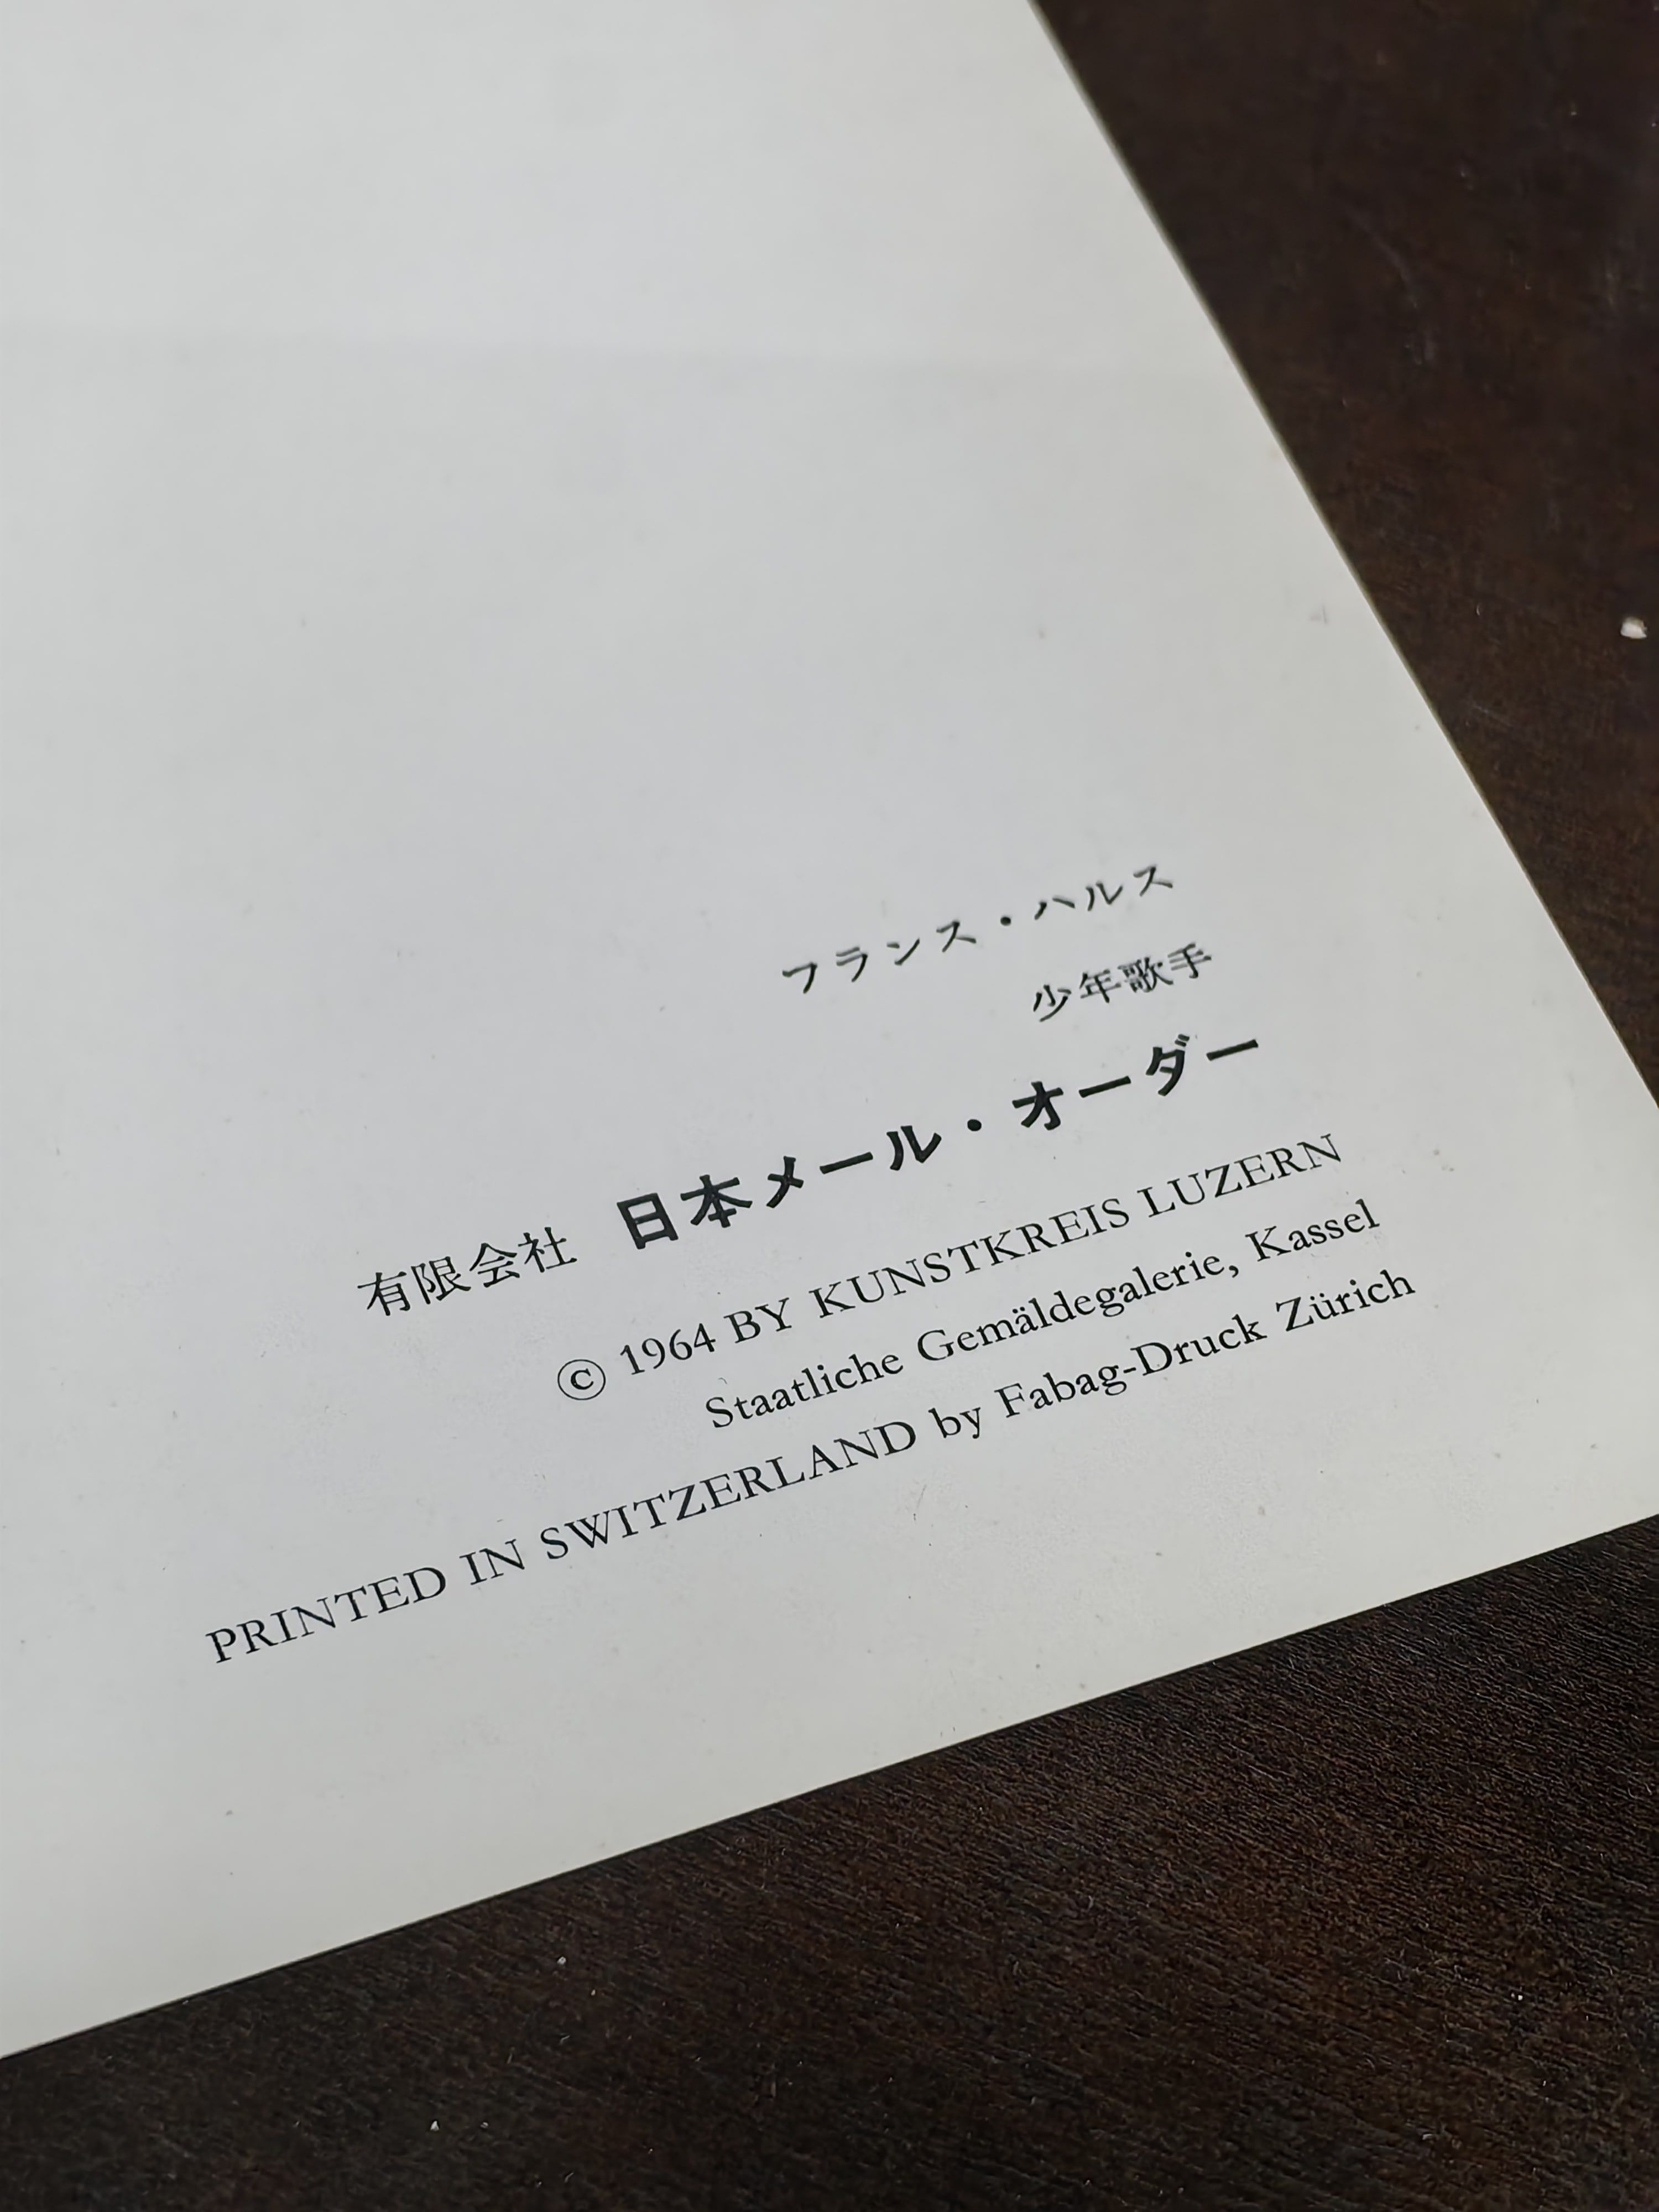 フランス・ハルス
少年歌手
有限会社 日本メール・オーダー
© 1964 BY KUNSTKREIS LUZERN
Staatliche Gemäldegalerie, Kassel
PRINTED IN SWITZERLAND by Fabag-Druck Zürich